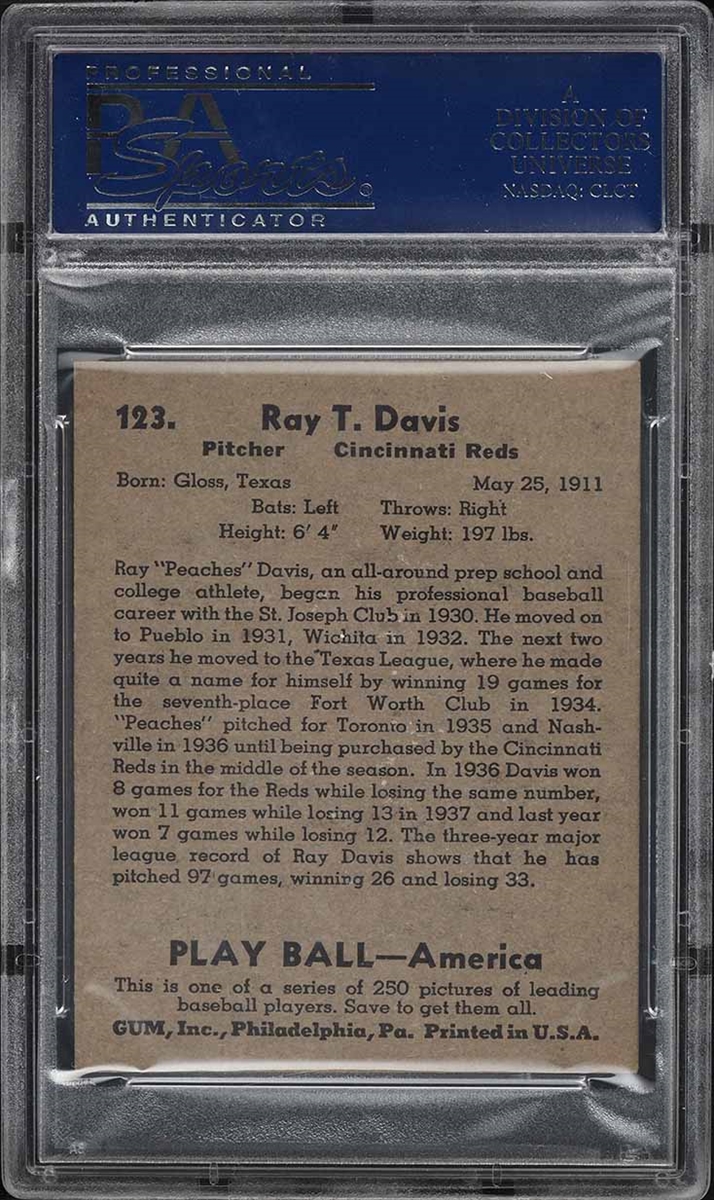 PROFESSIONAL
PSA
Sports
AUTHENTICATOR
A
DIVISION OF
COLLECTORS
UNIVERSE
NASDAQ: CLCT
123. Ray T. Davis
Pitcher Cincinnati Reds
Born: Gloss, Texas May 25, 1911
Bats: Left Throws: Right
Height: 6' 4" Weight: 197 lbs.
Ray "Peaches" Davis, an all-around prep school and
college athlete, began his professional baseball
career with the St. Joseph Club in 1930. He moved on
to Pueblo in 1931, Wichita in 1932. The next two
years he moved to the Texas League, where he made
quite a name for himself by winning 19 games for
the seventh-place Fort Worth Club in 1934.
"Peaches" pitched for Toronto in 1935 and Nash-
ville in 1936 until being purchased by the Cincinnati
Reds in the middle of the season. In 1936 Davis won
8 games for the Reds while losing the same number,
won 11 games while losing 13 in 1937 and last year
won 7 games while losing 12. The three-year major
league record of Ray Davis shows that he has
pitched 97 games, winning 26 and losing 33.
PLAY BALL—America
This is one of a series of 250 pictures of leading
baseball players. Save to get them all.
GUM, Inc., Philadelphia, Pa. Printed in U.S.A.